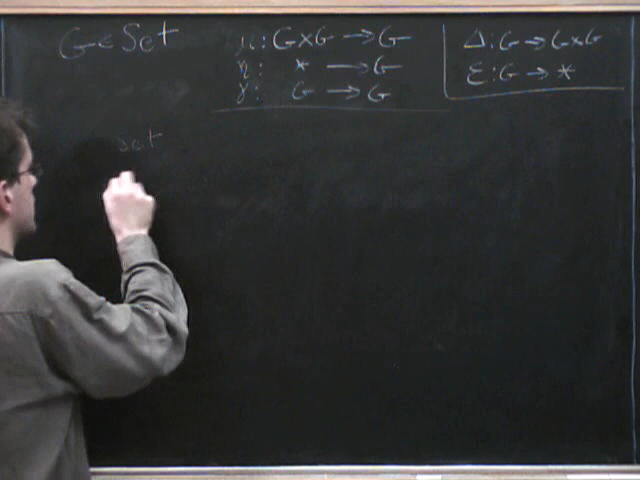 G ∈ Set
μ: G×G → G
η: * → G
γ: G → G
Δ: G → G×G
ε: G → *
set